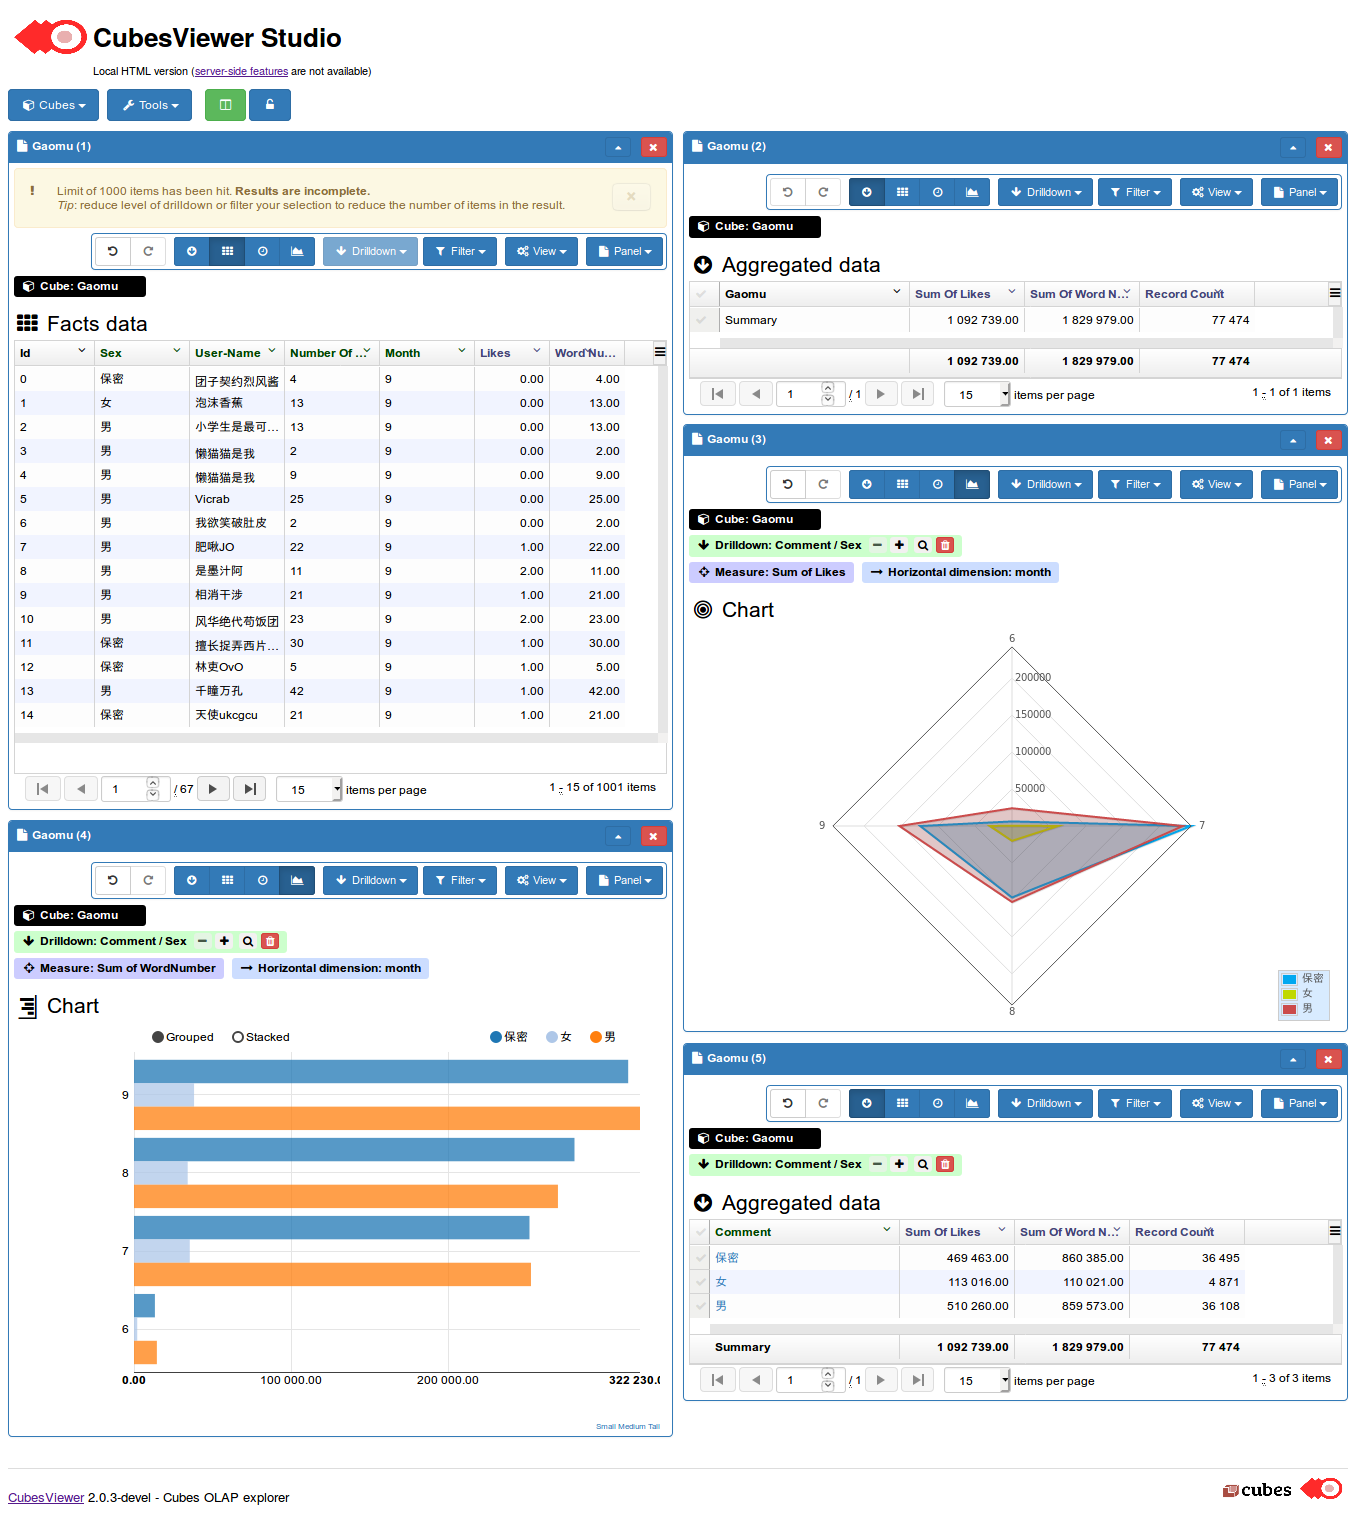 CubesViewer Studio
Local HTML version (server-side features are not available)
Cubes
Tools
Gaomu (1)
Limit of 1000 items has been hit. Results are incomplete.
Tip: reduce level of drilldown or filter your selection to reduce the number of items in the result.
Drilldown Filter View Panel
Cube: Gaomu
Facts data
Id Sex User-Name Number Of ... Month Likes Word Nu...
0 保密 团子契约烈风酱 4 9 0.00 4.00
1 女 泡沫香蕉 13 9 0.00 13.00
2 男 小学生是最可... 13 9 0.00 13.00
3 男 懒猫猫是我 2 9 0.00 2.00
4 男 懒猫猫是我 9 9 0.00 9.00
5 男 Vicrab 25 9 0.00 25.00
6 男 我欲笑破肚皮 2 9 0.00 2.00
7 男 肥啾JO 22 9 1.00 22.00
8 男 是墨汁阿 11 9 2.00 11.00
9 男 相消干涉 21 9 1.00 21.00
10 男 风华绝代苟饭团 23 9 2.00 23.00
11 保密 擅长捉弄西片... 30 9 1.00 30.00
12 保密 林吏OvO 5 9 1.00 5.00
13 男 千瞳万孔 42 9 1.00 42.00
14 保密 天使ukcgcu 21 9 1.00 21.00
1 / 67 15 items per page 1 - 15 of 1001 items
Gaomu (4)
Drilldown Filter View Panel
Cube: Gaomu
Drilldown: Comment / Sex
Measure: Sum of WordNumber Horizontal dimension: month
Chart
Grouped Stacked 保密 女 男
9
8
7
6
0.00 100 000.00 200 000.00 322 230.0
Small Medium Tall
Gaomu (2)
Drilldown Filter View Panel
Cube: Gaomu
Aggregated data
Gaomu Sum Of Likes Sum Of Word N... Record Count
Summary 1 092 739.00 1 829 979.00 77 474
1 092 739.00 1 829 979.00 77 474
1 / 1 15 items per page 1 - 1 of 1 items
Gaomu (3)
Drilldown Filter View Panel
Cube: Gaomu
Drilldown: Comment / Sex
Measure: Sum of Likes Horizontal dimension: month
Chart
6
200000
150000
100000
50000
9 7
8
保密
女
男
Gaomu (5)
Drilldown Filter View Panel
Cube: Gaomu
Drilldown: Comment / Sex
Aggregated data
Comment Sum Of Likes Sum Of Word N... Record Count
保密 469 463.00 860 385.00 36 495
女 113 016.00 110 021.00 4 871
男 510 260.00 859 573.00 36 108
Summary 1 092 739.00 1 829 979.00 77 474
1 / 1 15 items per page 1 - 3 of 3 items
CubesViewer 2.0.3-devel - Cubes OLAP explorer
cubes